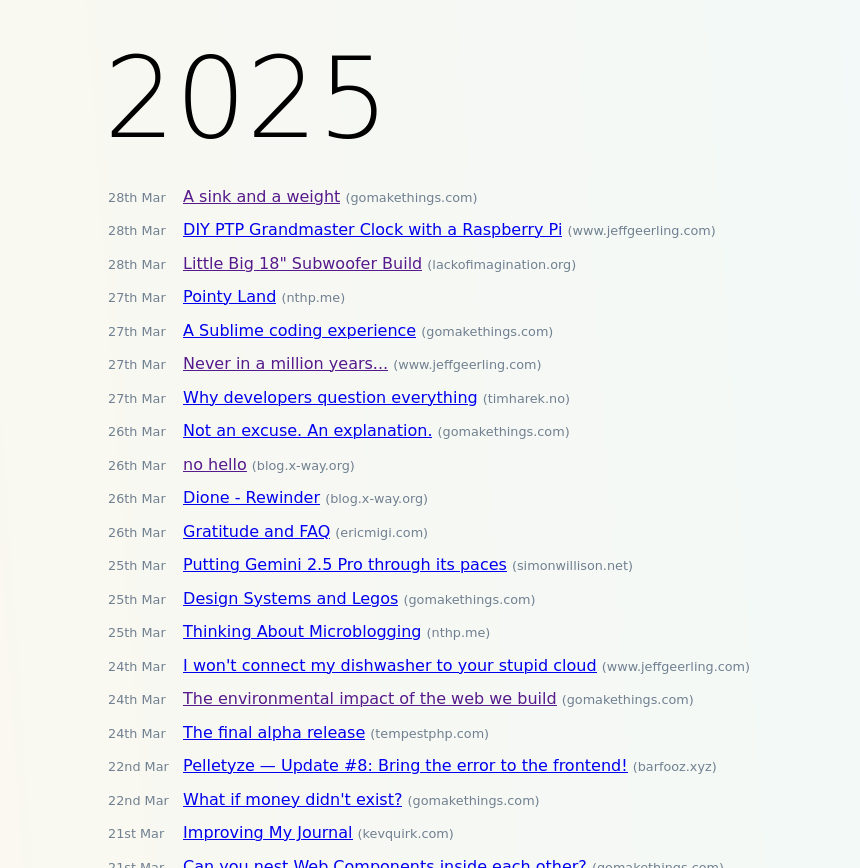 2025
28th Mar A sink and a weight (gomakethings.com)
28th Mar DIY PTP Grandmaster Clock with a Raspberry Pi (www.jeffgeerling.com)
28th Mar Little Big 18" Subwoofer Build (lackofimagination.org)
27th Mar Pointy Land (nthp.me)
27th Mar A Sublime coding experience (gomakethings.com)
27th Mar Never in a million years... (www.jeffgeerling.com)
27th Mar Why developers question everything (timharek.no)
26th Mar Not an excuse. An explanation. (gomakethings.com)
26th Mar no hello (blog.x-way.org)
26th Mar Dione - Rewinder (blog.x-way.org)
26th Mar Gratitude and FAQ (ericmigi.com)
25th Mar Putting Gemini 2.5 Pro through its paces (simonwillison.net)
25th Mar Design Systems and Legos (gomakethings.com)
25th Mar Thinking About Microblogging (nthp.me)
24th Mar I won't connect my dishwasher to your stupid cloud (www.jeffgeerling.com)
24th Mar The environmental impact of the web we build (gomakethings.com)
24th Mar The final alpha release (tempestphp.com)
22nd Mar Pelletyze — Update #8: Bring the error to the frontend! (barfooz.xyz)
22nd Mar What if money didn't exist? (gomakethings.com)
21st Mar Improving My Journal (kevquirk.com)
21st Mar Can you nest Web Components inside each other? (gomakethings.com)